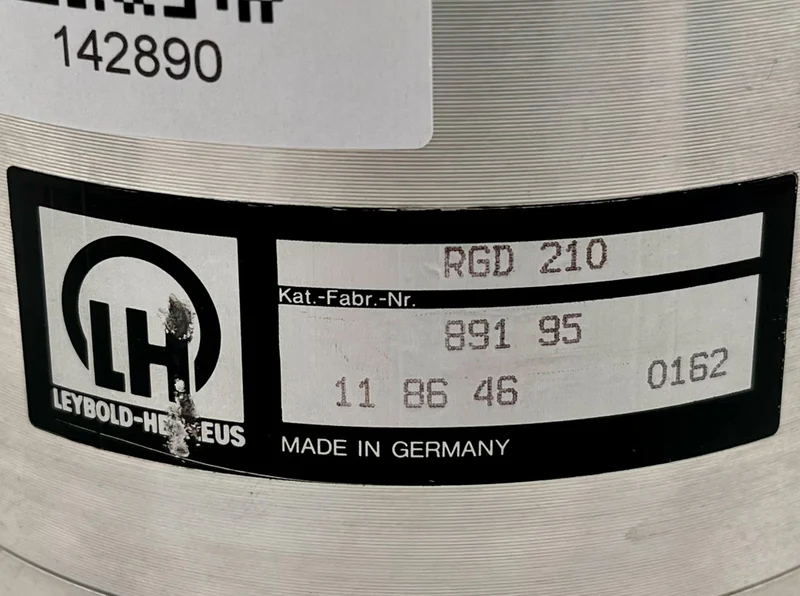 142890
RGD 210
Kat.-Fabr.-Nr.
891 95
11 86 46 0162
LH
MADE IN GERMANY